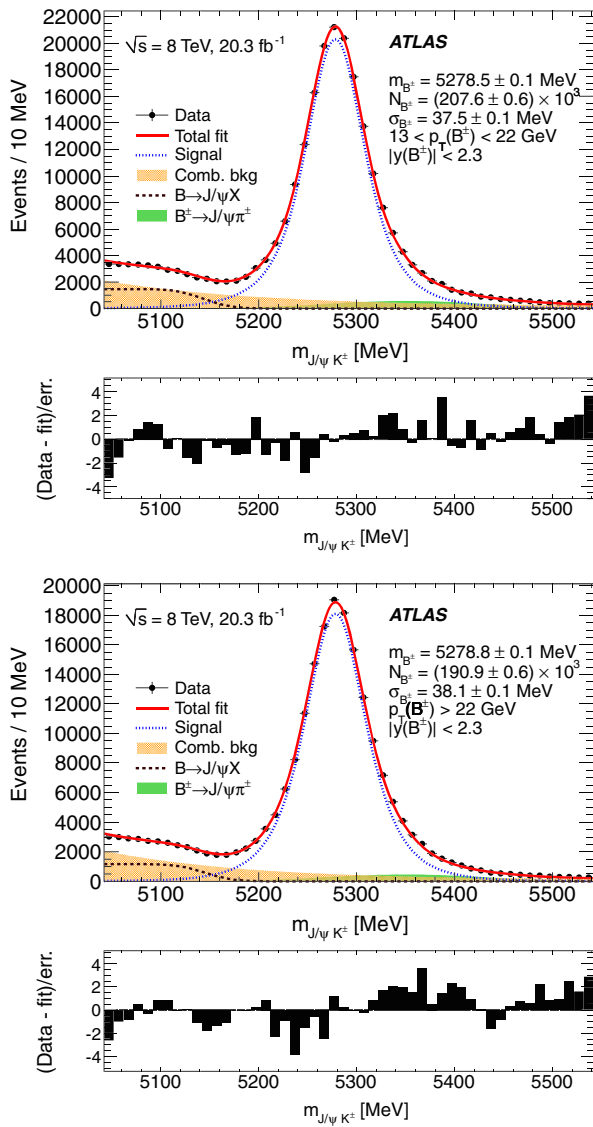 22000
20000
18000
16000
14000
12000
10000
8000
6000
4000
2000
0
Events / 10 MeV
√s = 8 TeV, 20.3 fb⁻¹
ATLAS
m_B± = 5278.5 ± 0.1 MeV
N_B± = (207.6 ± 0.6) × 10³
σ_B± = 37.5 ± 0.1 MeV
13 < p_T(B±) < 22 GeV
|y(B±)| < 2.3
Data
Total fit
Signal
Comb. bkg
B→J/ψX
B±→J/ψπ±
5100 5200 5300 5400 5500
m_J/ψ K± [MeV]
(Data - fit)/err.
4
2
0
-2
-4
5100 5200 5300 5400 5500
m_J/ψ K± [MeV]
20000
18000
16000
14000
12000
10000
8000
6000
4000
2000
0
Events / 10 MeV
√s = 8 TeV, 20.3 fb⁻¹
ATLAS
m_B± = 5278.8 ± 0.1 MeV
N_B± = (190.9 ± 0.6) × 10³
σ_B± = 38.1 ± 0.1 MeV
p_T(B±) > 22 GeV
|y(B±)| < 2.3
Data
Total fit
Signal
Comb. bkg
B→J/ψX
B±→J/ψπ±
5100 5200 5300 5400 5500
m_J/ψ K± [MeV]
(Data - fit)/err.
4
2
0
-2
-4
5100 5200 5300 5400 5500
m_J/ψ K± [MeV]